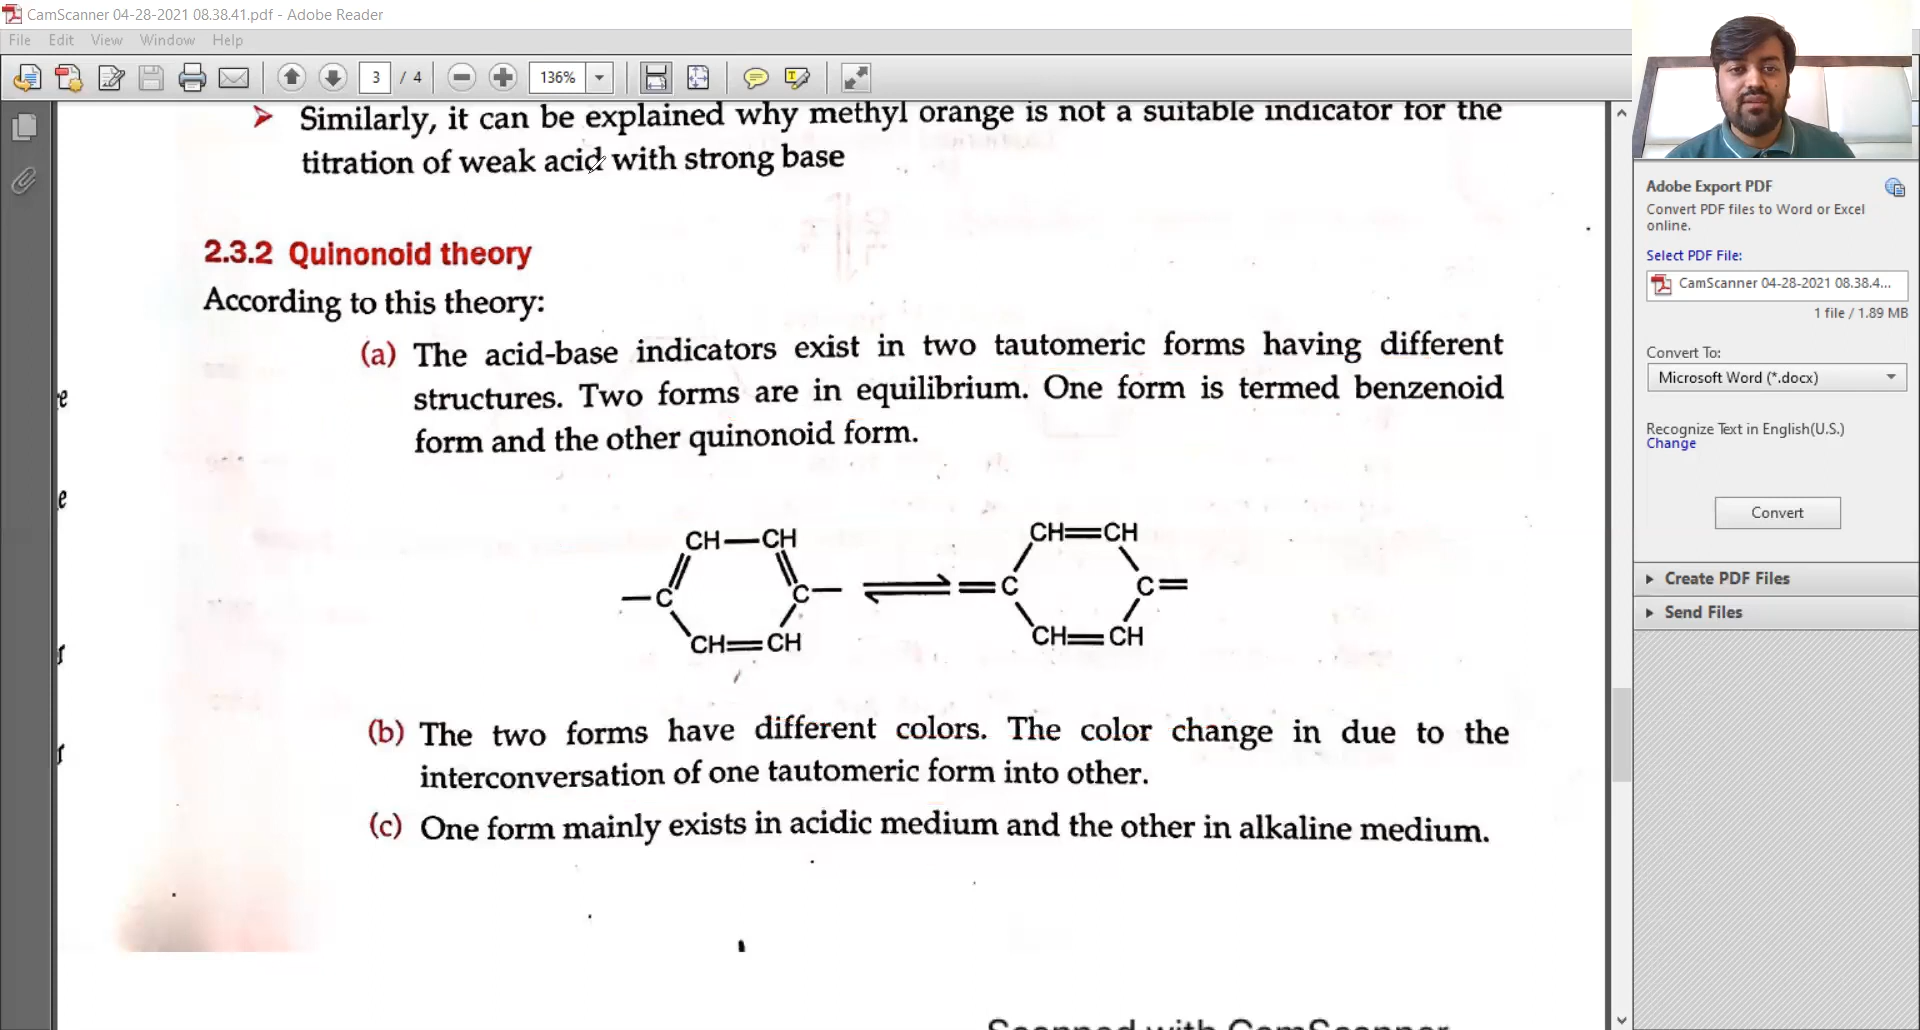 CamScanner 04-28-2021 08.38.41.pdf - Adobe Reader
File Edit View Window Help
3 / 4 136%
Similarly, it can be explained why methyl orange is not a suitable indicator for the
titration of weak acid with strong base
2.3.2 Quinonoid theory
According to this theory:
(a) The acid-base indicators exist in two tautomeric forms having different
structures. Two forms are in equilibrium. One form is termed benzenoid
form and the other quinonoid form.
CH—CH CH=CH
—C C— =C C=
CH=CH CH=CH
(b) The two forms have different colors. The color change in due to the
interconversation of one tautomeric form into other.
(c) One form mainly exists in acidic medium and the other in alkaline medium.
Adobe Export PDF
Convert PDF files to Word or Excel
online.
Select PDF File:
CamScanner 04-28-2021 08.38.4...
1 file / 1.89 MB
Convert To:
Microsoft Word (*.docx)
Recognize Text in English(U.S.)
Change
Convert
Create PDF Files
Send Files
Scanned with CamScanner